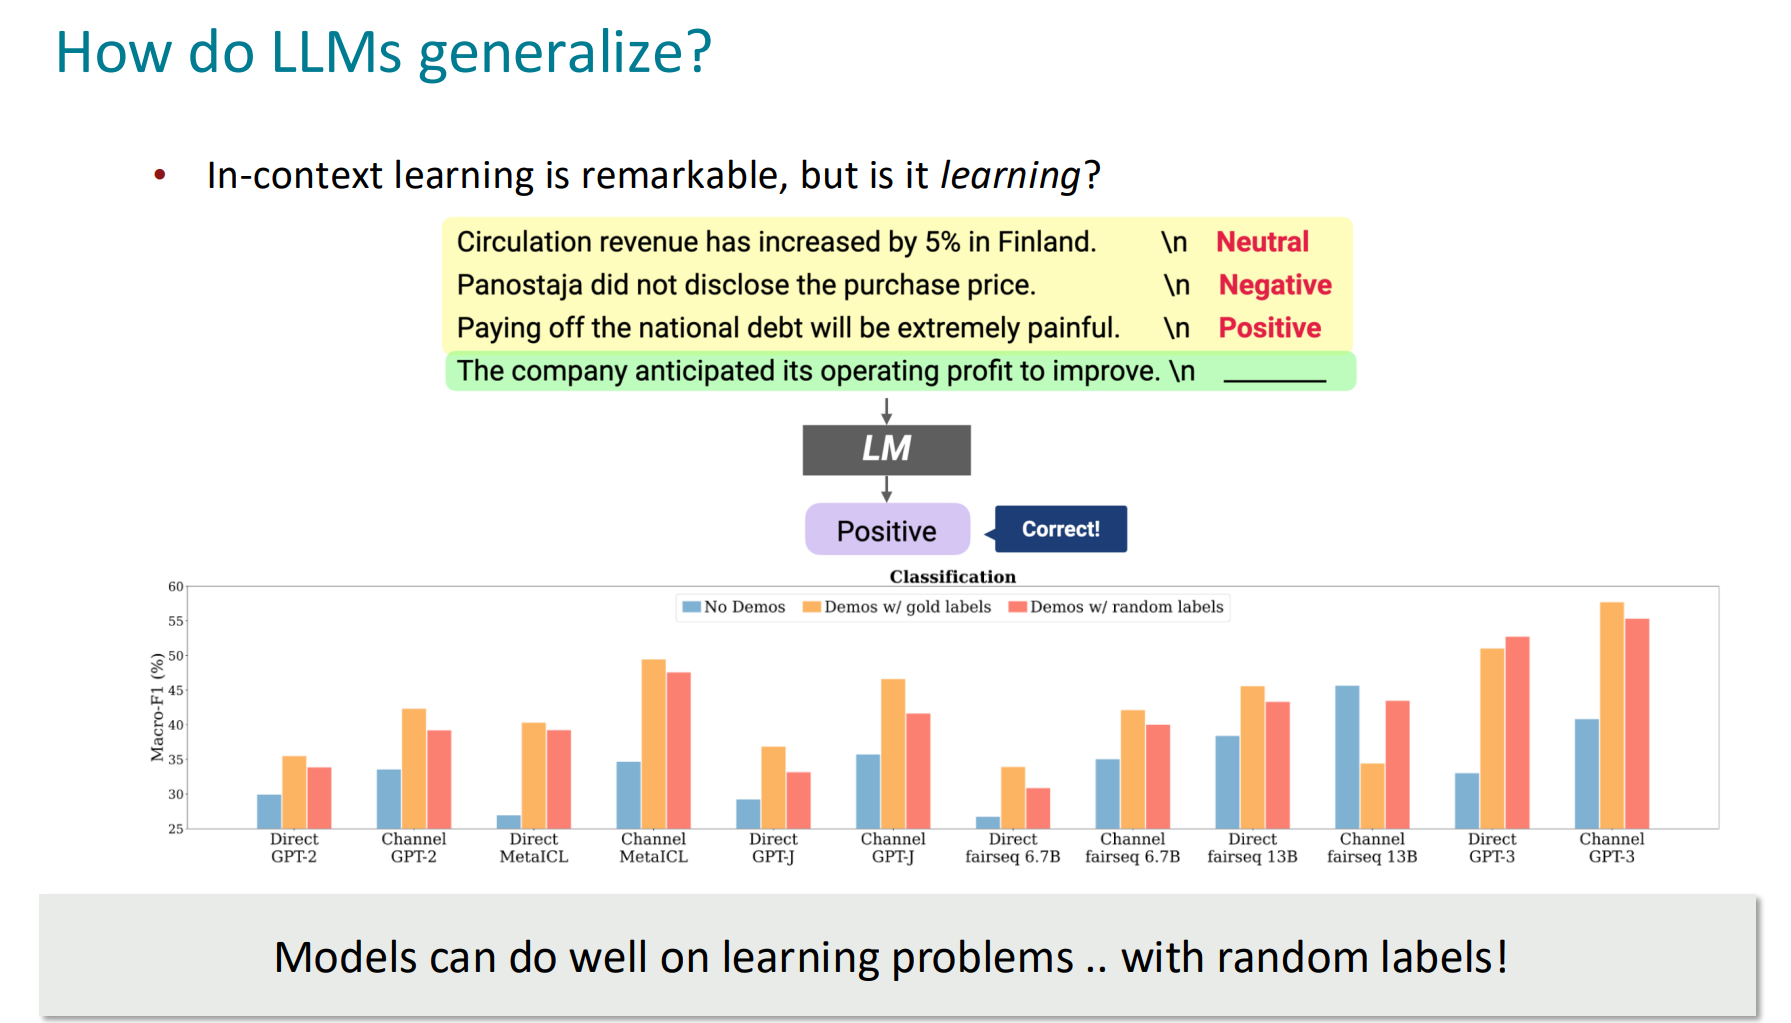 How do LLMs generalize?
• In-context learning is remarkable, but is it learning?
Circulation revenue has increased by 5% in Finland. \n Neutral
Panostaja did not disclose the purchase price. \n Negative
Paying off the national debt will be extremely painful. \n Positive
The company anticipated its operating profit to improve. \n ________
LM
Positive
Correct!
Classification
No Demos Demos w/ gold labels Demos w/ random labels
Macro-F1 (%)
60
55
50
45
40
35
30
25
Direct GPT-2
Channel GPT-2
Direct MetaICL
Channel MetaICL
Direct GPT-J
Channel GPT-J
Direct fairseq 6.7B
Channel fairseq 6.7B
Direct fairseq 13B
Channel fairseq 13B
Direct GPT-3
Channel GPT-3
Models can do well on learning problems .. with random labels!